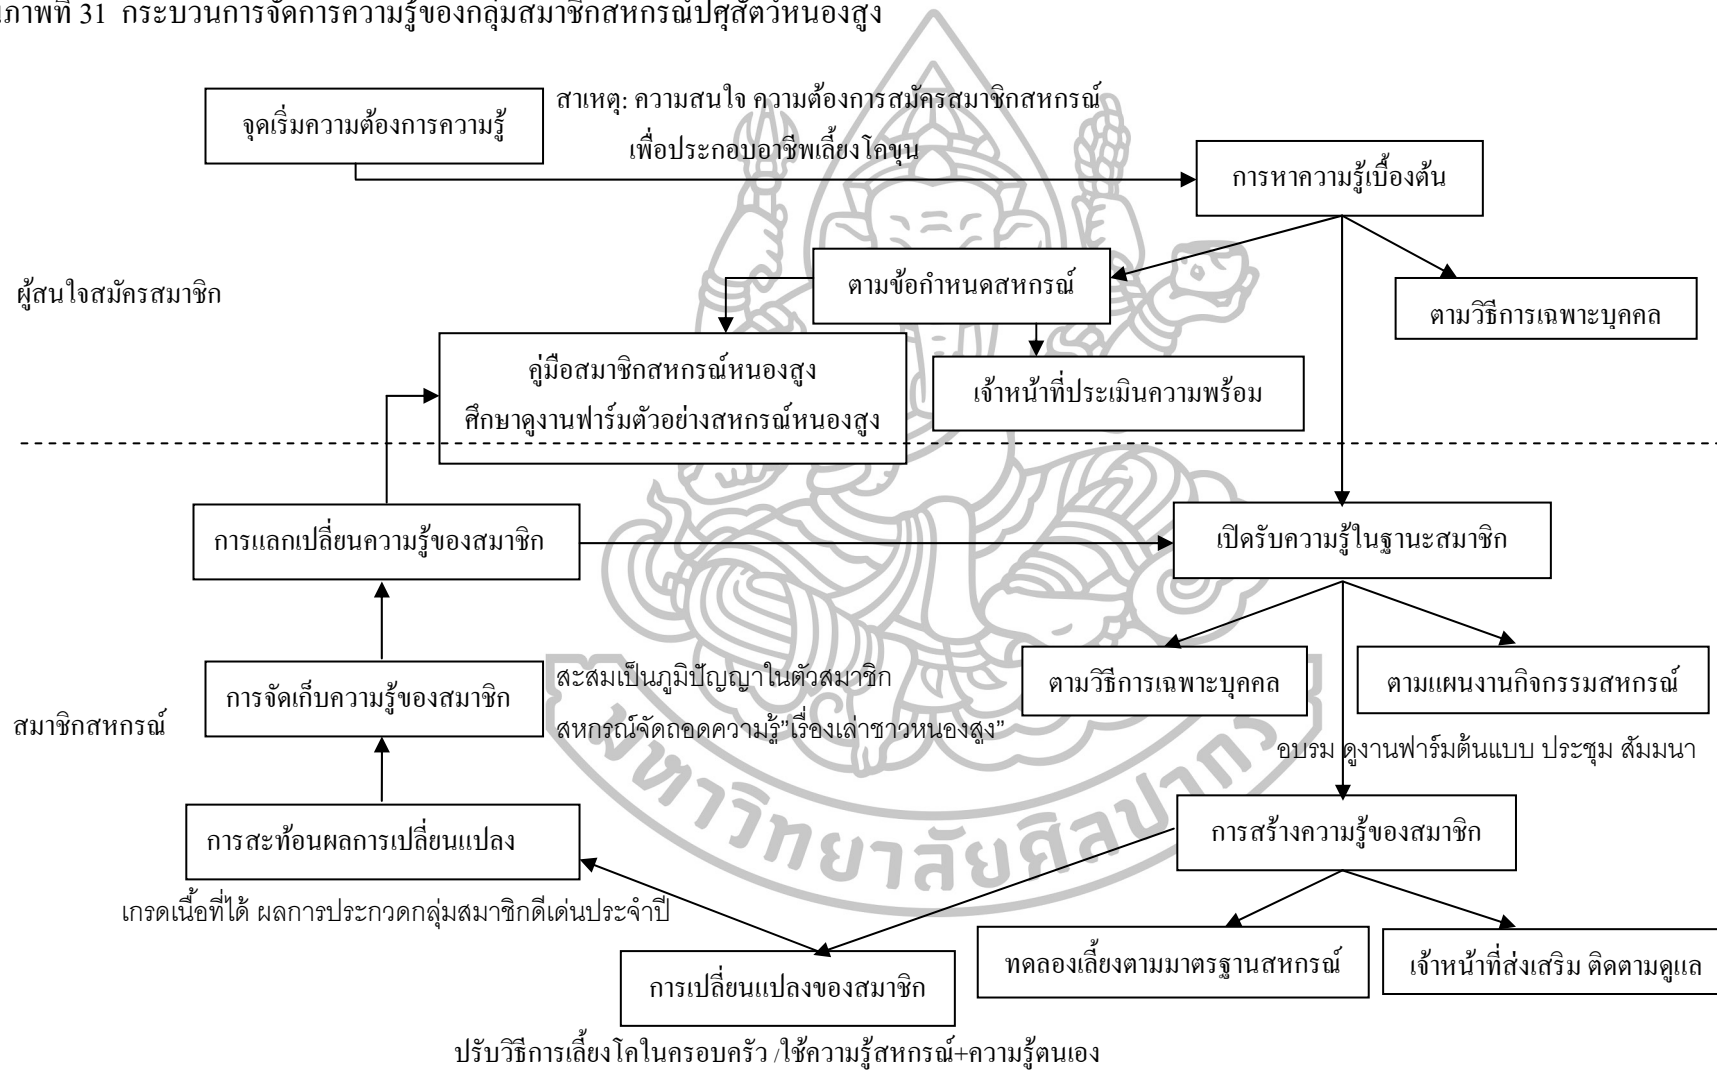 นภาพที่ 31 กระบวนการจัดการความรู้ของกลุ่มสมาชิกสหกรณ์ปศุสัตว์หนองสูง
จุดเริ่มความต้องการความรู้
สาเหตุ: ความสนใจ ความต้องการสมัครสมาชิกสหกรณ์
เพื่อประกอบอาชีพเลี้ยงโคขุน
การหาความรู้เบื้องต้น
ผู้สนใจสมัครสมาชิก
ตามข้อกำหนดสหกรณ์
ตามวิธีการเฉพาะบุคคล
คู่มือสมาชิกสหกรณ์หนองสูง
ศึกษาดูงานฟาร์มตัวอย่างสหกรณ์หนองสูง
เจ้าหน้าที่ประเมินความพร้อม
การแลกเปลี่ยนความรู้ของสมาชิก
เปิดรับความรู้ในฐานะสมาชิก
การจัดเก็บความรู้ของสมาชิก
สะสมเป็นภูมิปัญญาในตัวสมาชิก
สหกรณ์จัดถอดความรู้”เรื่องเล่าชาวหนองสูง”
ตามวิธีการเฉพาะบุคคล
ตามแผนงานกิจกรรมสหกรณ์
สมาชิกสหกรณ์
อบรม ดูงานฟาร์มต้นแบบ ประชุม สัมมนา
การสะท้อนผลการเปลี่ยนแปลง
การสร้างความรู้ของสมาชิก
มหาวิทยาลัยศิลปากร
เกรดเนื้อที่ได้ ผลการประกวดกลุ่มสมาชิกดีเด่นประจำปี
ทดลองเลี้ยงตามมาตรฐานสหกรณ์
เจ้าหน้าที่ส่งเสริม ติดตามดูแล
การเปลี่ยนแปลงของสมาชิก
ปรับวิธีการเลี้ยงโคในครอบครัว /ใช้ความรู้สหกรณ์+ความรู้ตนเอง